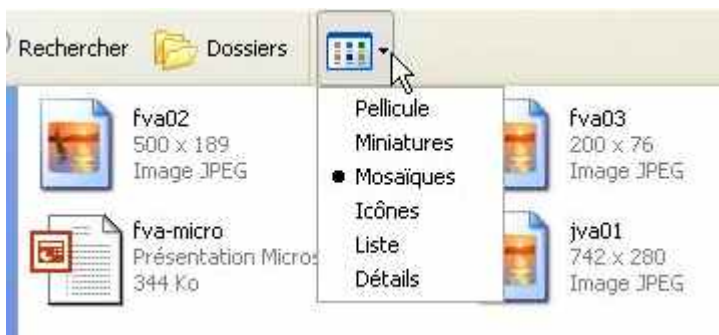 Rechercher
Dossiers
fva02
500 x 189
Image JPEG
fva-micro
Présentation
344 Ko
Pellicule
Miniatures
Mosaïques
Icônes
Liste
Détails
fva03
200 x 76
Image JPEG
jva01
742 x 280
Image JPEG